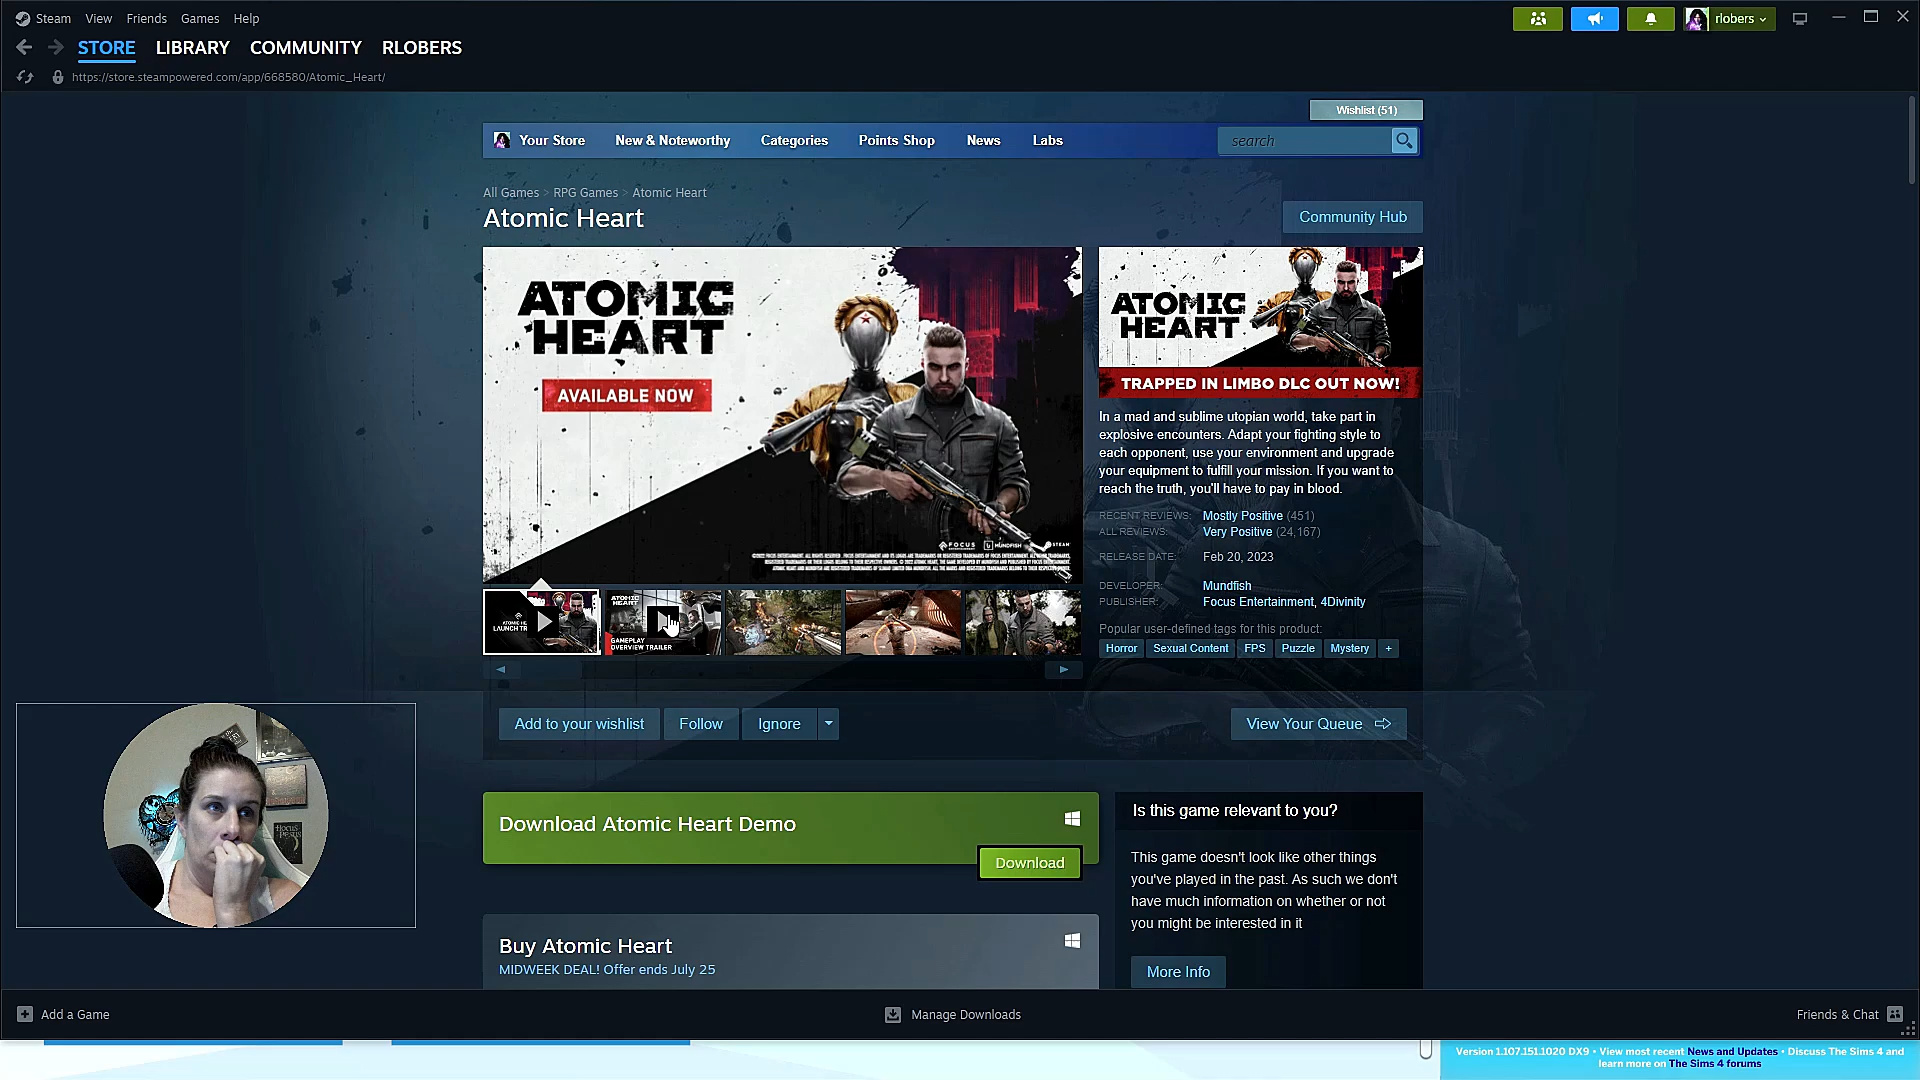 Steam View Friends Games Help
rlobers
STORE LIBRARY COMMUNITY RLOBERS
https://store.steampowered.com/app/668580/Atomic_Heart/
Wishlist (51)
Your Store New & Noteworthy Categories Points Shop News Labs
search
All Games > RPG Games > Atomic Heart
Atomic Heart
Community Hub
ATOMIC
HEART
AVAILABLE NOW
FOCUS
MUNDFISH
STEAM
ATOMIC
HEART
TRAPPED IN LIMBO DLC OUT NOW!
In a mad and sublime utopian world, take part in
explosive encounters. Adapt your fighting style to
each opponent, use your environment and upgrade
your equipment to fulfill your mission. If you want to
reach the truth, you'll have to pay in blood.
RECENT REVIEWS: Mostly Positive (451)
ALL REVIEWS: Very Positive (24,167)
RELEASE DATE: Feb 20, 2023
DEVELOPER: Mundfish
PUBLISHER: Focus Entertainment, 4Divinity
Popular user-defined tags for this product:
Horror Sexual Content FPS Puzzle Mystery +
ATOMIC
HEART
GAMEPLAY
OVERVIEW TRAILER
Add to your wishlist Follow Ignore
View Your Queue
Download Atomic Heart Demo
Download
Is this game relevant to you?
This game doesn't look like other things
you've played in the past. As such we don't
have much information on whether or not
you might be interested in it
More Info
Buy Atomic Heart
MIDWEEK DEAL! Offer ends July 25
HOCUS
POCUS
Add a Game
Manage Downloads
Friends & Chat
Version 1.107.151.1020 DX9 • View most recent News and Updates • Discuss The Sims 4 and
learn more on The Sims 4 forums